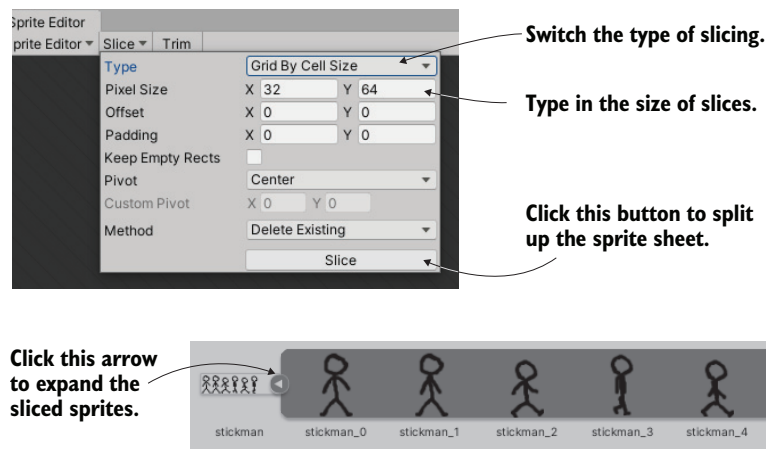 Sprite Editor
prite Editor Slice Trim
Switch the type of slicing.
Type Grid By Cell Size
Pixel Size X 32 Y 64
Type in the size of slices.
Offset X 0 Y 0
Padding X 0 Y 0
Keep Empty Rects
Pivot Center
Custom Pivot X 0 Y 0
Method Delete Existing
Slice
Click this button to split
up the sprite sheet.
Click this arrow
to expand the
sliced sprites.
stickman stickman_0 stickman_1 stickman_2 stickman_3 stickman_4